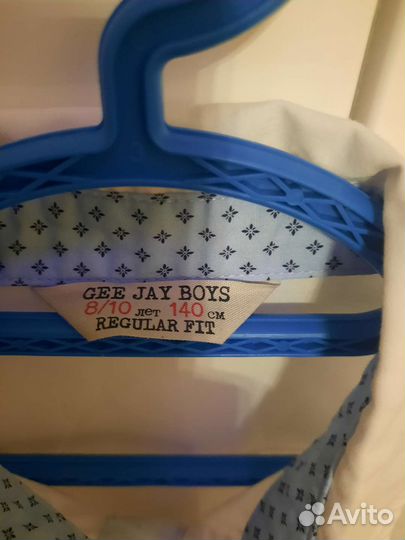 GEE JAY BOYS
8/10 лет 140 см
REGULAR FIT
Avito